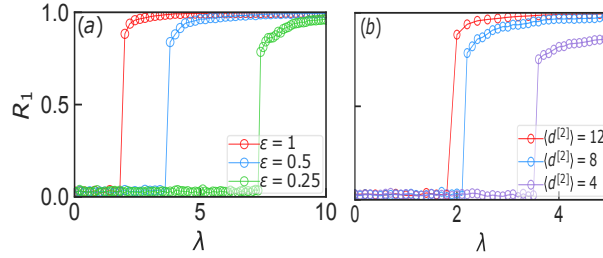 1.0
(a)
(b)
R₁
0.5
ε = 1
ε = 0.5
ε = 0.25
⟨d^[2]⟩ = 12
⟨d^[2]⟩ = 8
⟨d^[2]⟩ = 4
0.0
0 5 10
0 2 4
λ
λ